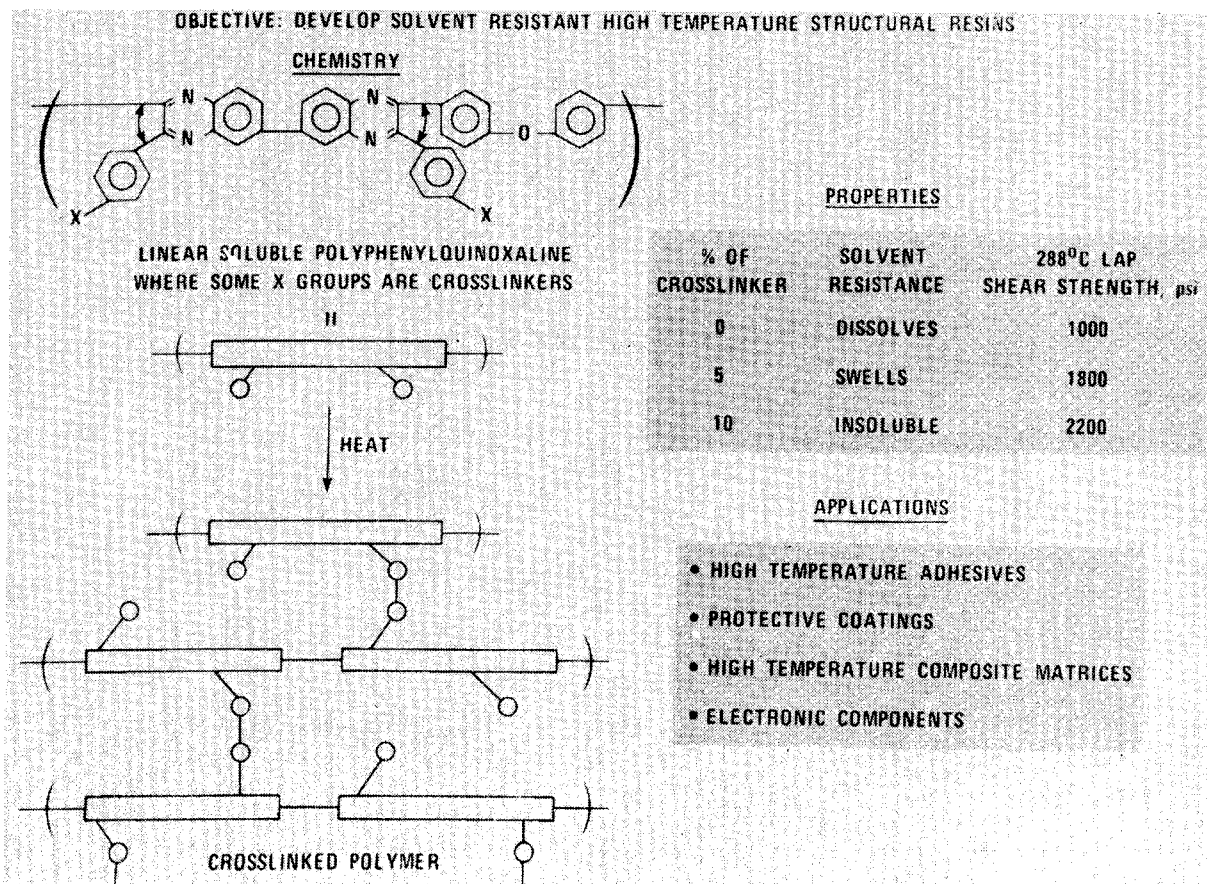 OBJECTIVE: DEVELOP SOLVENT RESISTANT HIGH TEMPERATURE STRUCTURAL RESINS
CHEMISTRY
N
N
N
N
O
X
X
LINEAR SOLUBLE POLYPHENYLQUINOXALINE
WHERE SOME X GROUPS ARE CROSSLINKERS
HEAT
CROSSLINKED POLYMER
PROPERTIES
% OF CROSSLINKER SOLVENT RESISTANCE 288°C LAP SHEAR STRENGTH, psi
0 DISSOLVES 1000
5 SWELLS 1800
10 INSOLUBLE 2200
APPLICATIONS
• HIGH TEMPERATURE ADHESIVES
• PROTECTIVE COATINGS
• HIGH TEMPERATURE COMPOSITE MATRICES
• ELECTRONIC COMPONENTS